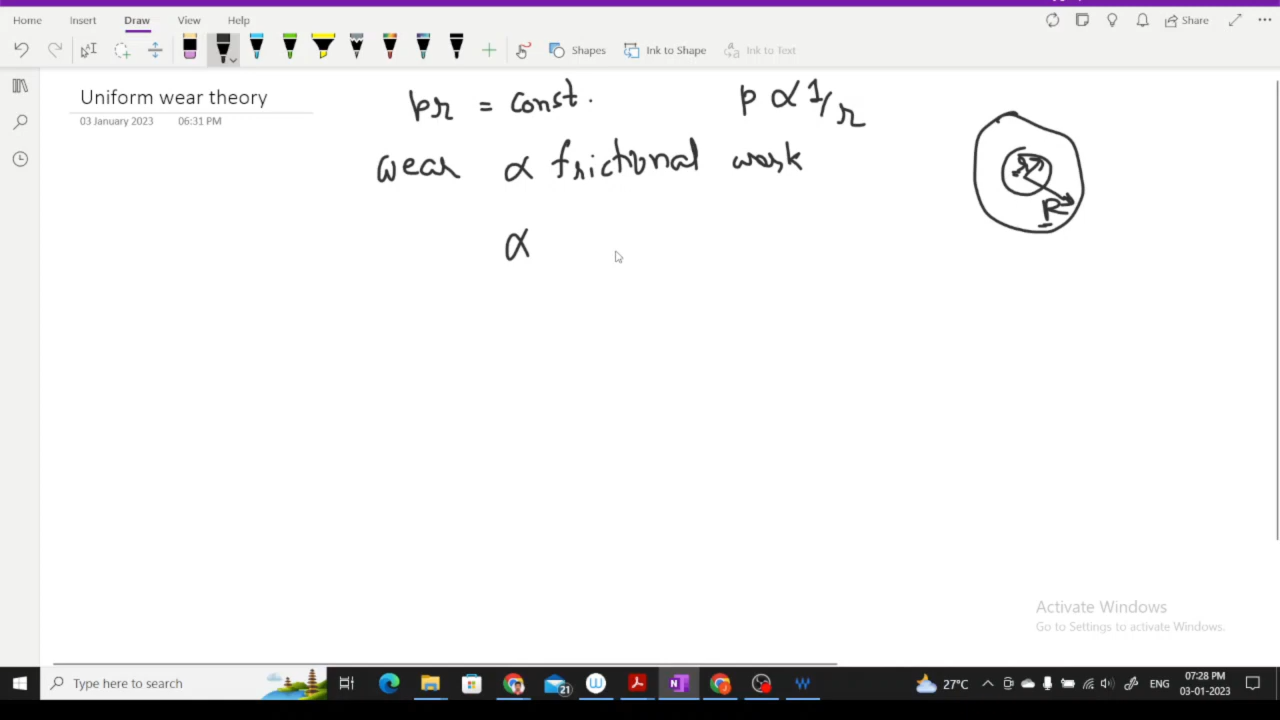 Home Insert Draw View Help
Share
Shapes Ink to Shape Ink to Text
Uniform wear theory
03 January 2023 06:31 PM
pr = const. p ∝ 1/r
wear ∝ frictional work
∝
R
Activate Windows
Go to Settings to activate Windows.
Type here to search
21
27°C
ENG
07:28 PM
03-01-2023